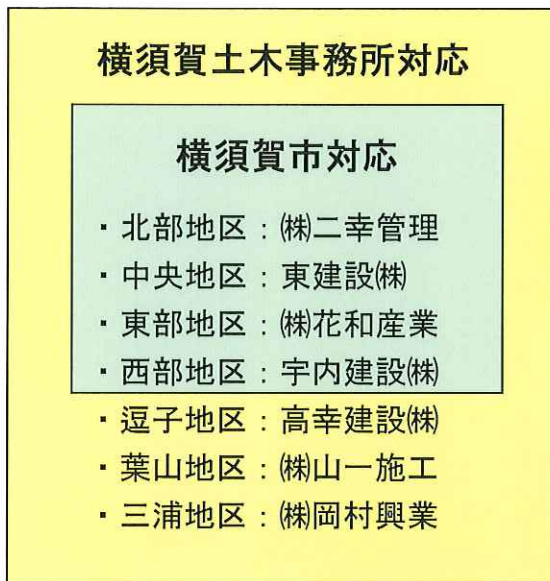 横須賀土木事務所対応
横須賀市対応
・北部地区：㈱二幸管理
・中央地区：東建設㈱
・東部地区：㈱花和産業
・西部地区：宇内建設㈱
・逗子地区：高幸建設㈱
・葉山地区：㈱山一施工
・三浦地区：㈱岡村興業